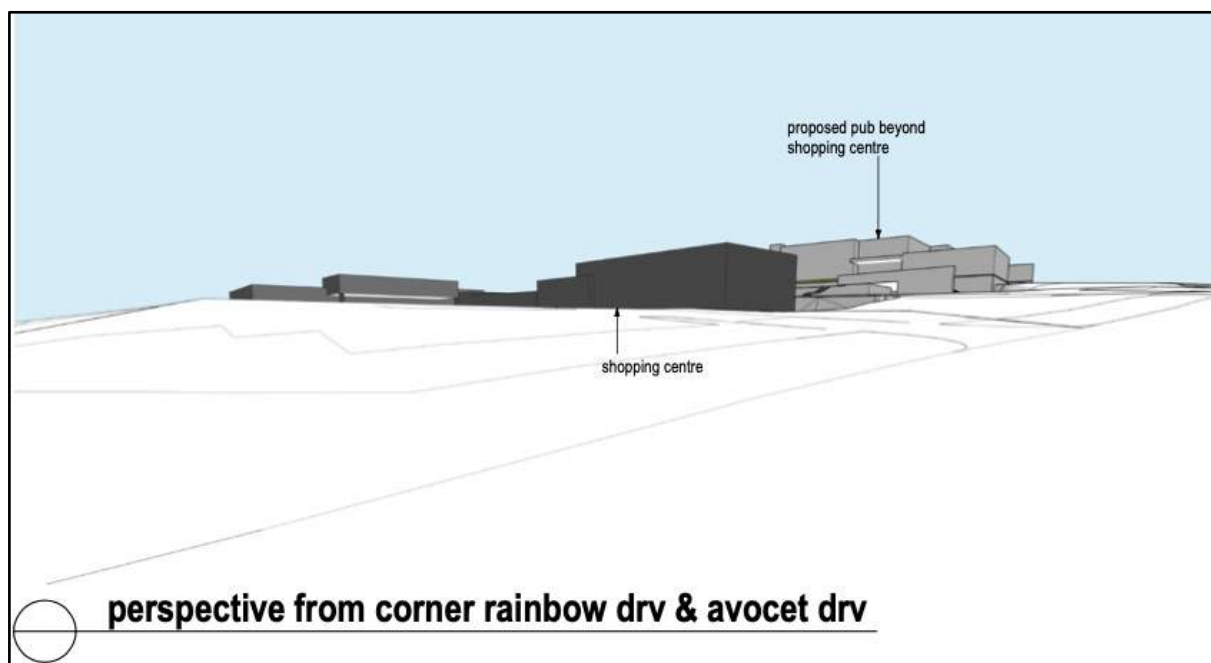 proposed pub beyond
shopping centre
shopping centre
perspective from corner rainbow drv & avocet drv